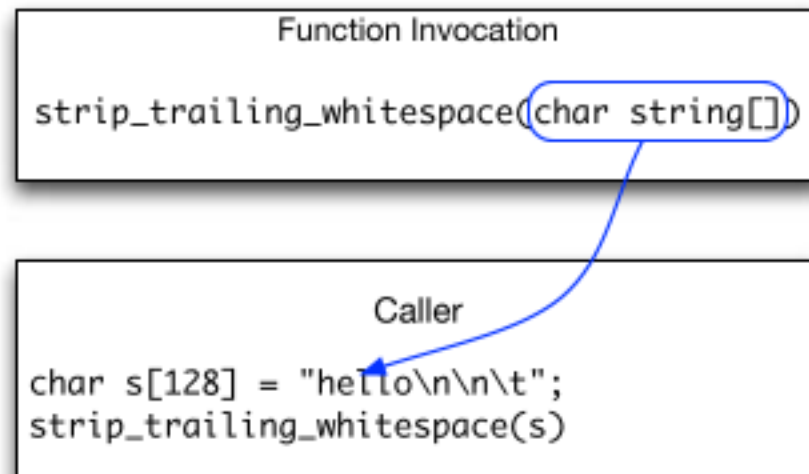 Function Invocation
strip_trailing_whitespace(char string[])
Caller
char s[128] = "hello\n\n\t";
strip_trailing_whitespace(s)